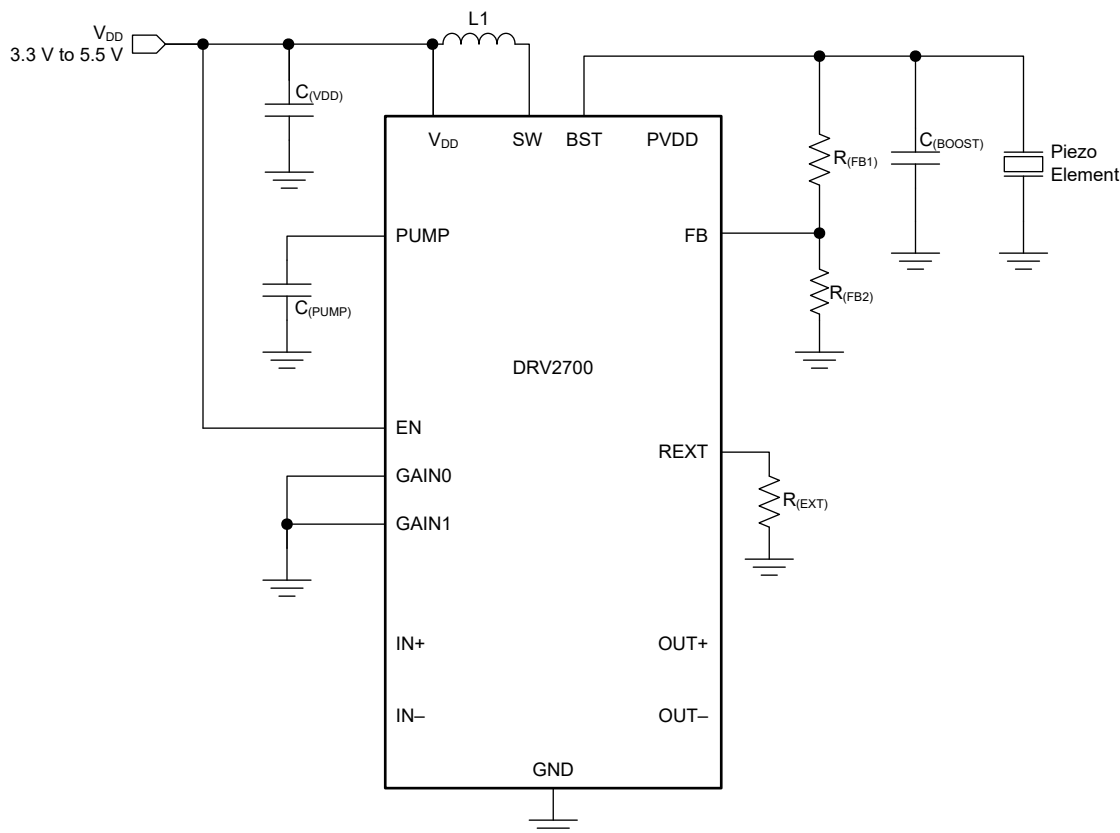 L1
V(DD)
3.3 V to 5.5 V
C(VDD)
VDD
SW
BST
PVDD
R(FB1)
C(BOOST)
Piezo
Element
PUMP
FB
C(PUMP)
R(FB2)
DRV2700
EN
REXT
GAIN0
R(EXT)
GAIN1
IN+
OUT+
IN–
OUT–
GND